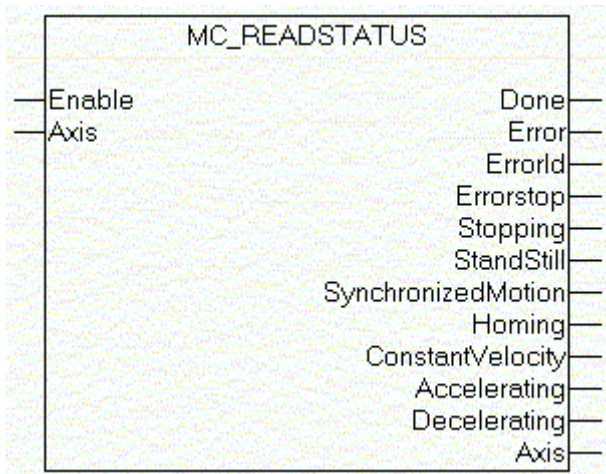 MC_READSTATUS
Enable Done
Axis Error
ErrorId
Errorstop
Stopping
StandStill
SynchronizedMotion
Homing
ConstantVelocity
Accelerating
Decelerating
Axis